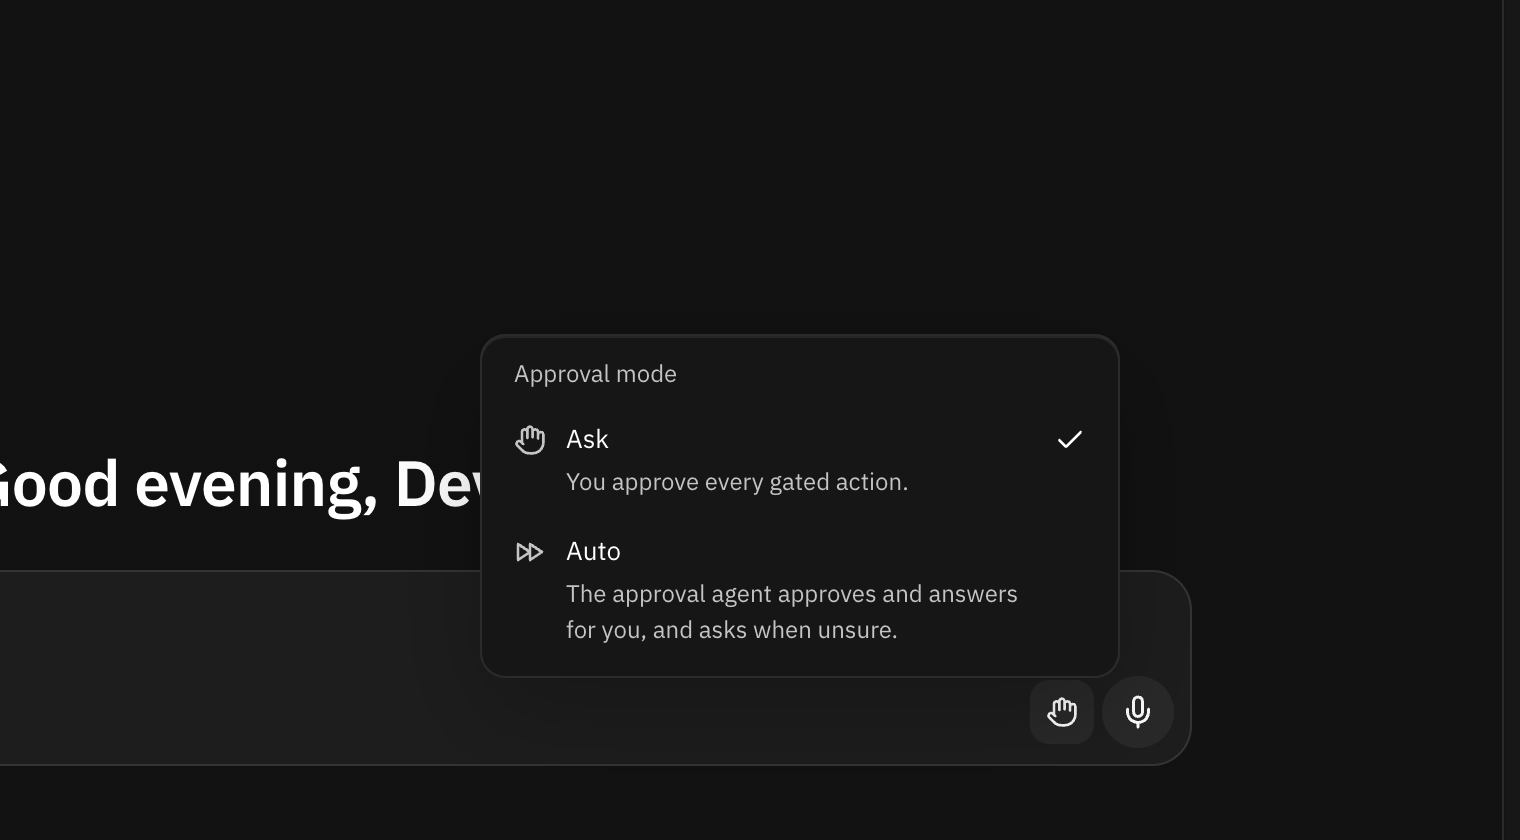 Approval mode
Ask
You approve every gated action.
Good evening, Dev
Auto
The approval agent approves and answers
for you, and asks when unsure.